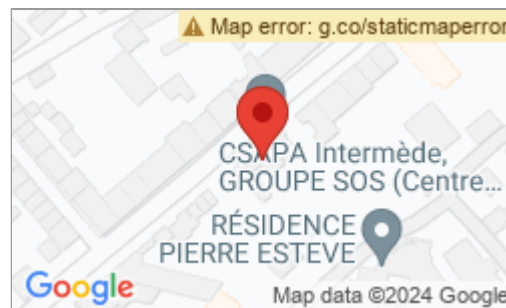 Map error: g.co/staticmaperror
CSAPA Intermède,
GROUPE SOS (Centre...
RÉSIDENCE
PIERRE ESTEVE
Google
Map data ©2024 Google